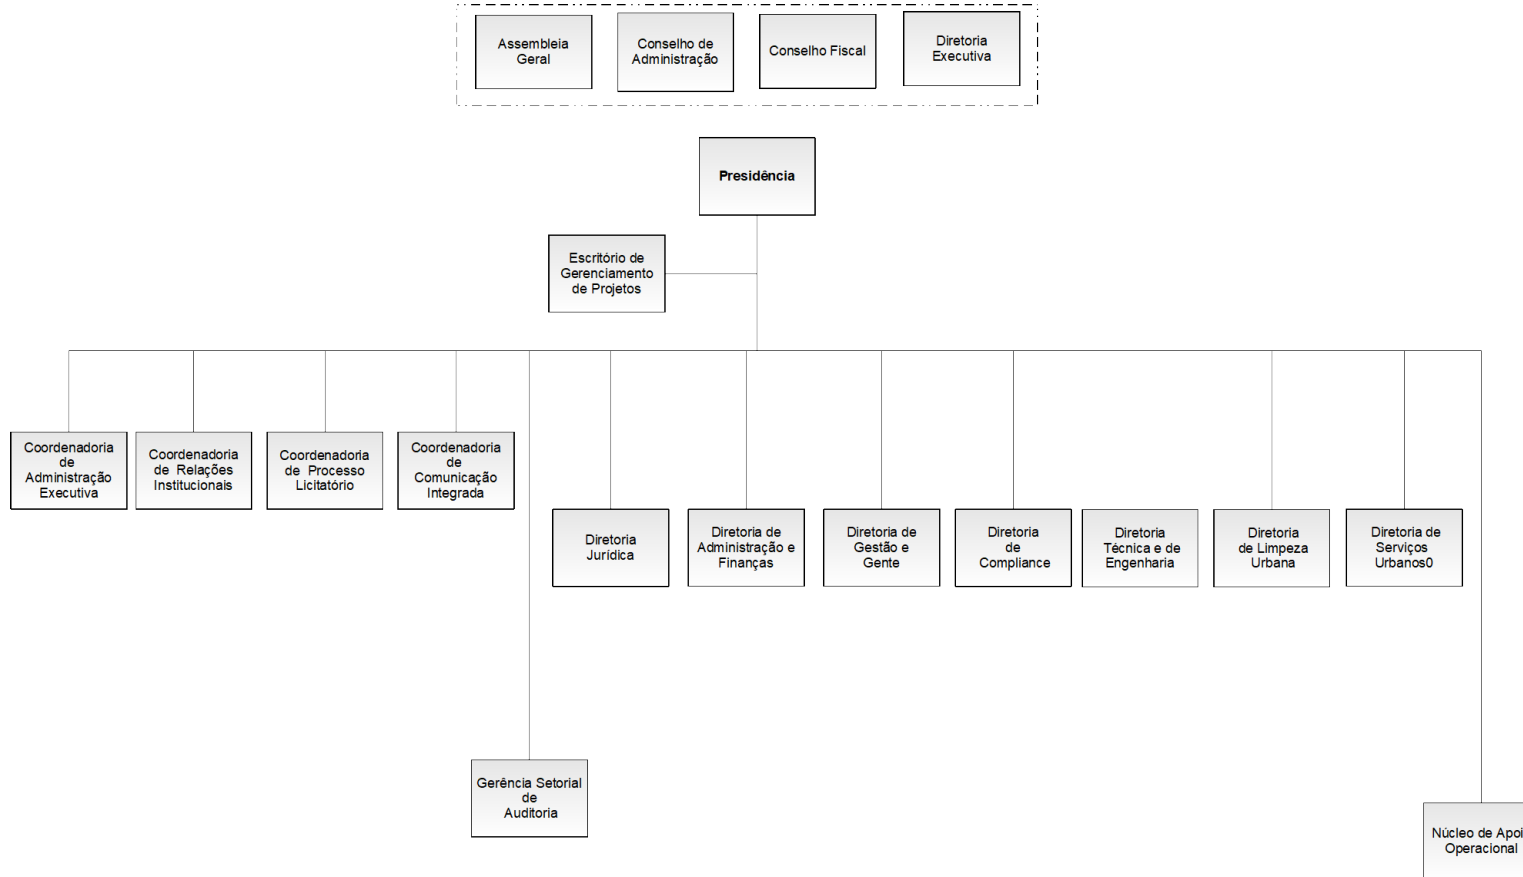 Assembleia
Geral
Conselho de
Administração
Conselho Fiscal
Diretoria
Executiva
Presidência
Escritório de
Gerenciamento
de Projetos
Coordenadoria
de
Administração
Executiva
Coordenadoria
de Relações
Institucionais
Coordenadoria
de Processo
Licitatório
Coordenadoria
de
Comunicação
Integrada
Diretoria
Jurídica
Diretoria de
Administração e
Finanças
Diretoria de
Gestão e
Gente
Diretoria
de
Compliance
Diretoria
Técnica e de
Engenharia
Diretoria
de Limpeza
Urbana
Diretoria de
Serviços
Urbanos0
Gerência Setorial
de
Auditoria
Núcleo de Apoi
Operacional